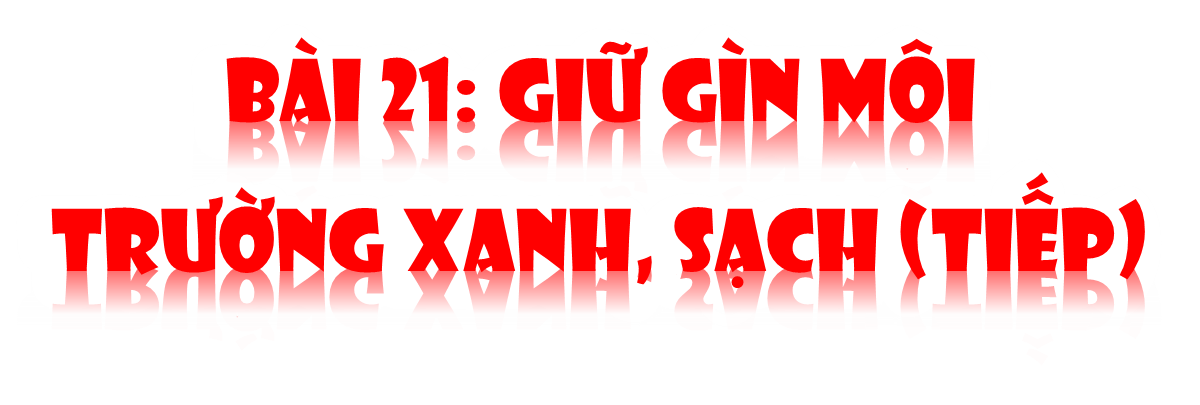 BÀI 21: GIỮ GÌN MÔI
TRƯỜNG XANH, SẠCH (TIẾP)